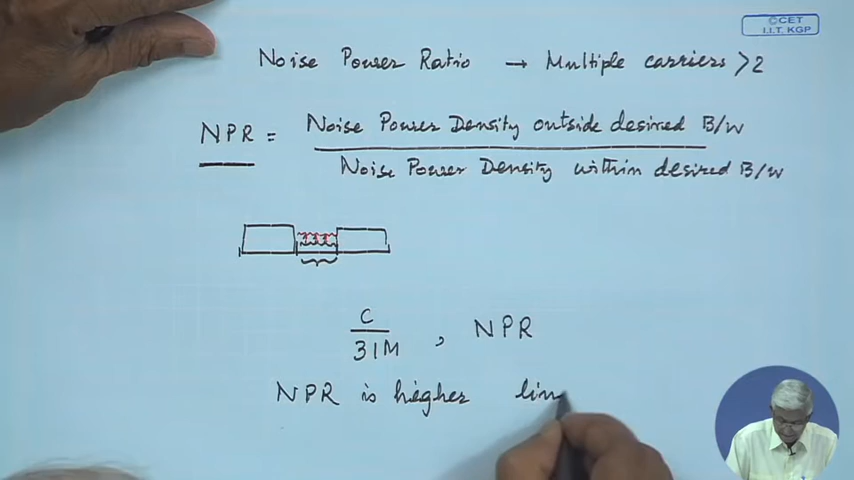 ©CET
I.I.T. KGP
Noise Power Ratio → Multiple carriers >2
NPR = Noise Power Density outside desired B/W
Noise Power Density within desired B/W
C
3IM , NPR
NPR is higher lin